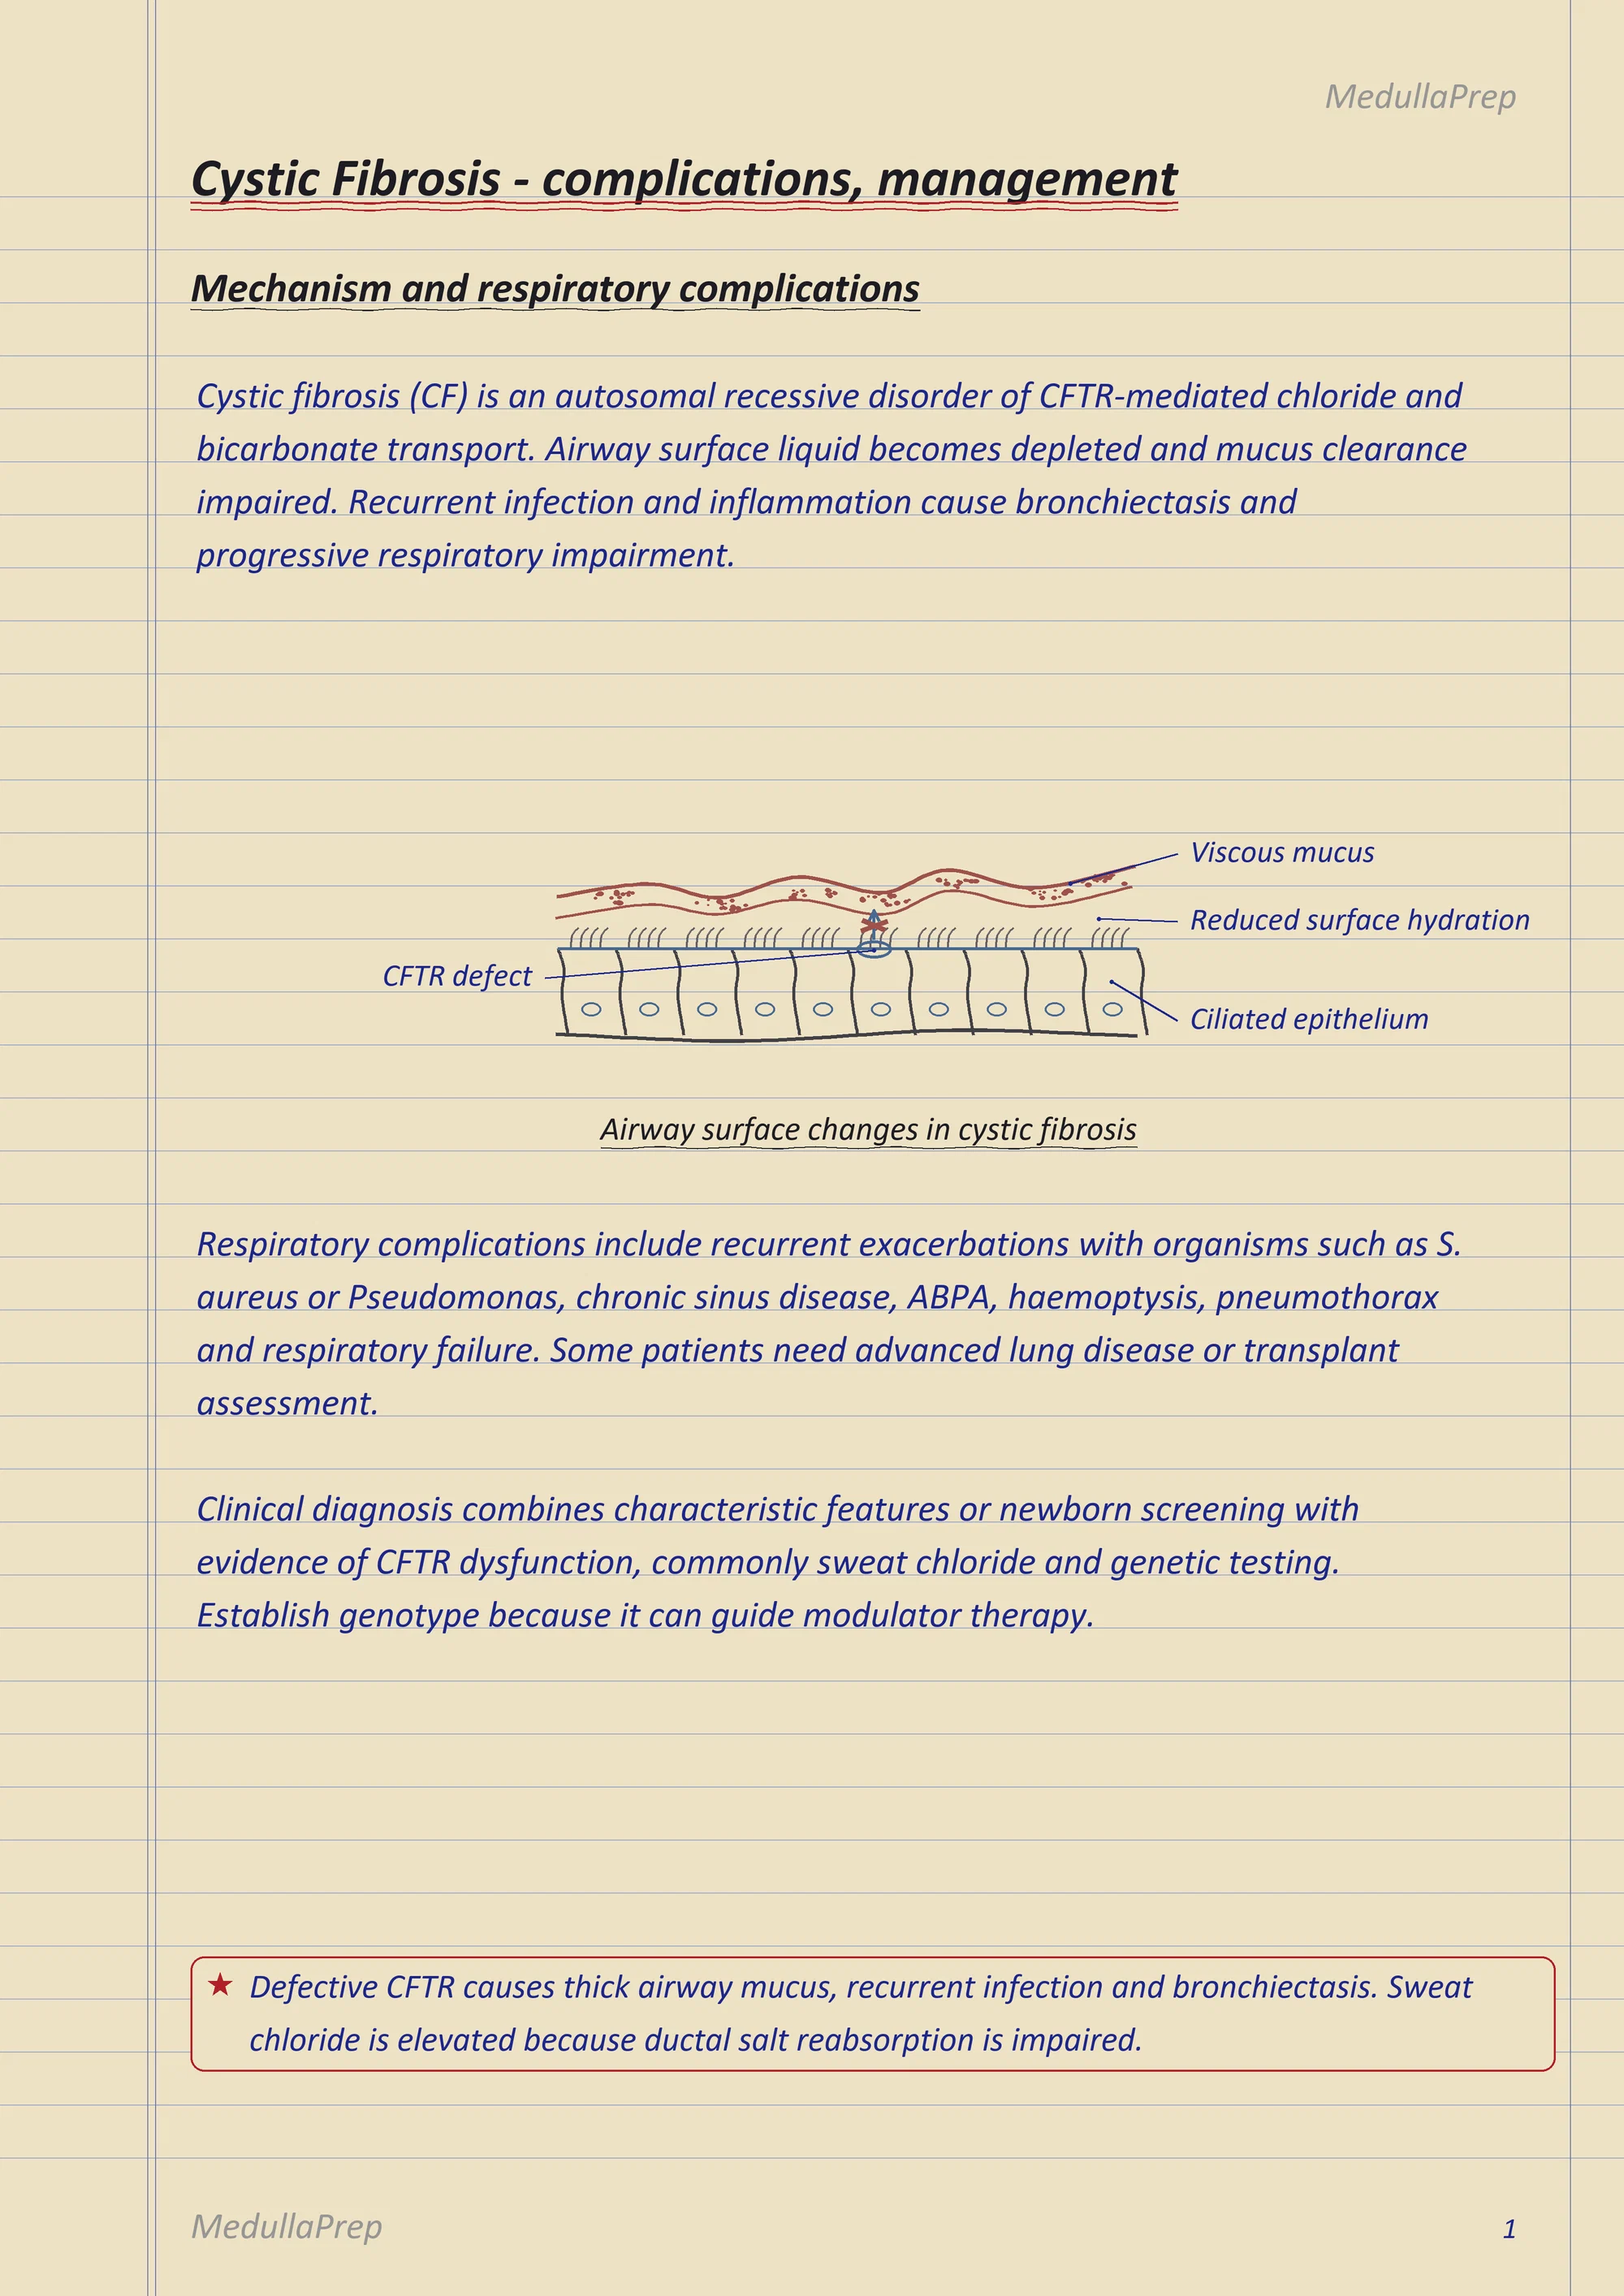 MedullaPrep
Cystic Fibrosis - complications, management
Mechanism and respiratory complications
Cystic fibrosis (CF) is an autosomal recessive disorder of CFTR-mediated chloride and
bicarbonate transport. Airway surface liquid becomes depleted and mucus clearance
impaired. Recurrent infection and inflammation cause bronchiectasis and
progressive respiratory impairment.
Viscous mucus
Reduced surface hydration
CFTR defect
Ciliated epithelium
Airway surface changes in cystic fibrosis
Respiratory complications include recurrent exacerbations with organisms such as S.
aureus or Pseudomonas, chronic sinus disease, ABPA, haemoptysis, pneumothorax
and respiratory failure. Some patients need advanced lung disease or transplant
assessment.
Clinical diagnosis combines characteristic features or newborn screening with
evidence of CFTR dysfunction, commonly sweat chloride and genetic testing.
Establish genotype because it can guide modulator therapy.
★ Defective CFTR causes thick airway mucus, recurrent infection and bronchiectasis. Sweat
chloride is elevated because ductal salt reabsorption is impaired.
MedullaPrep
1